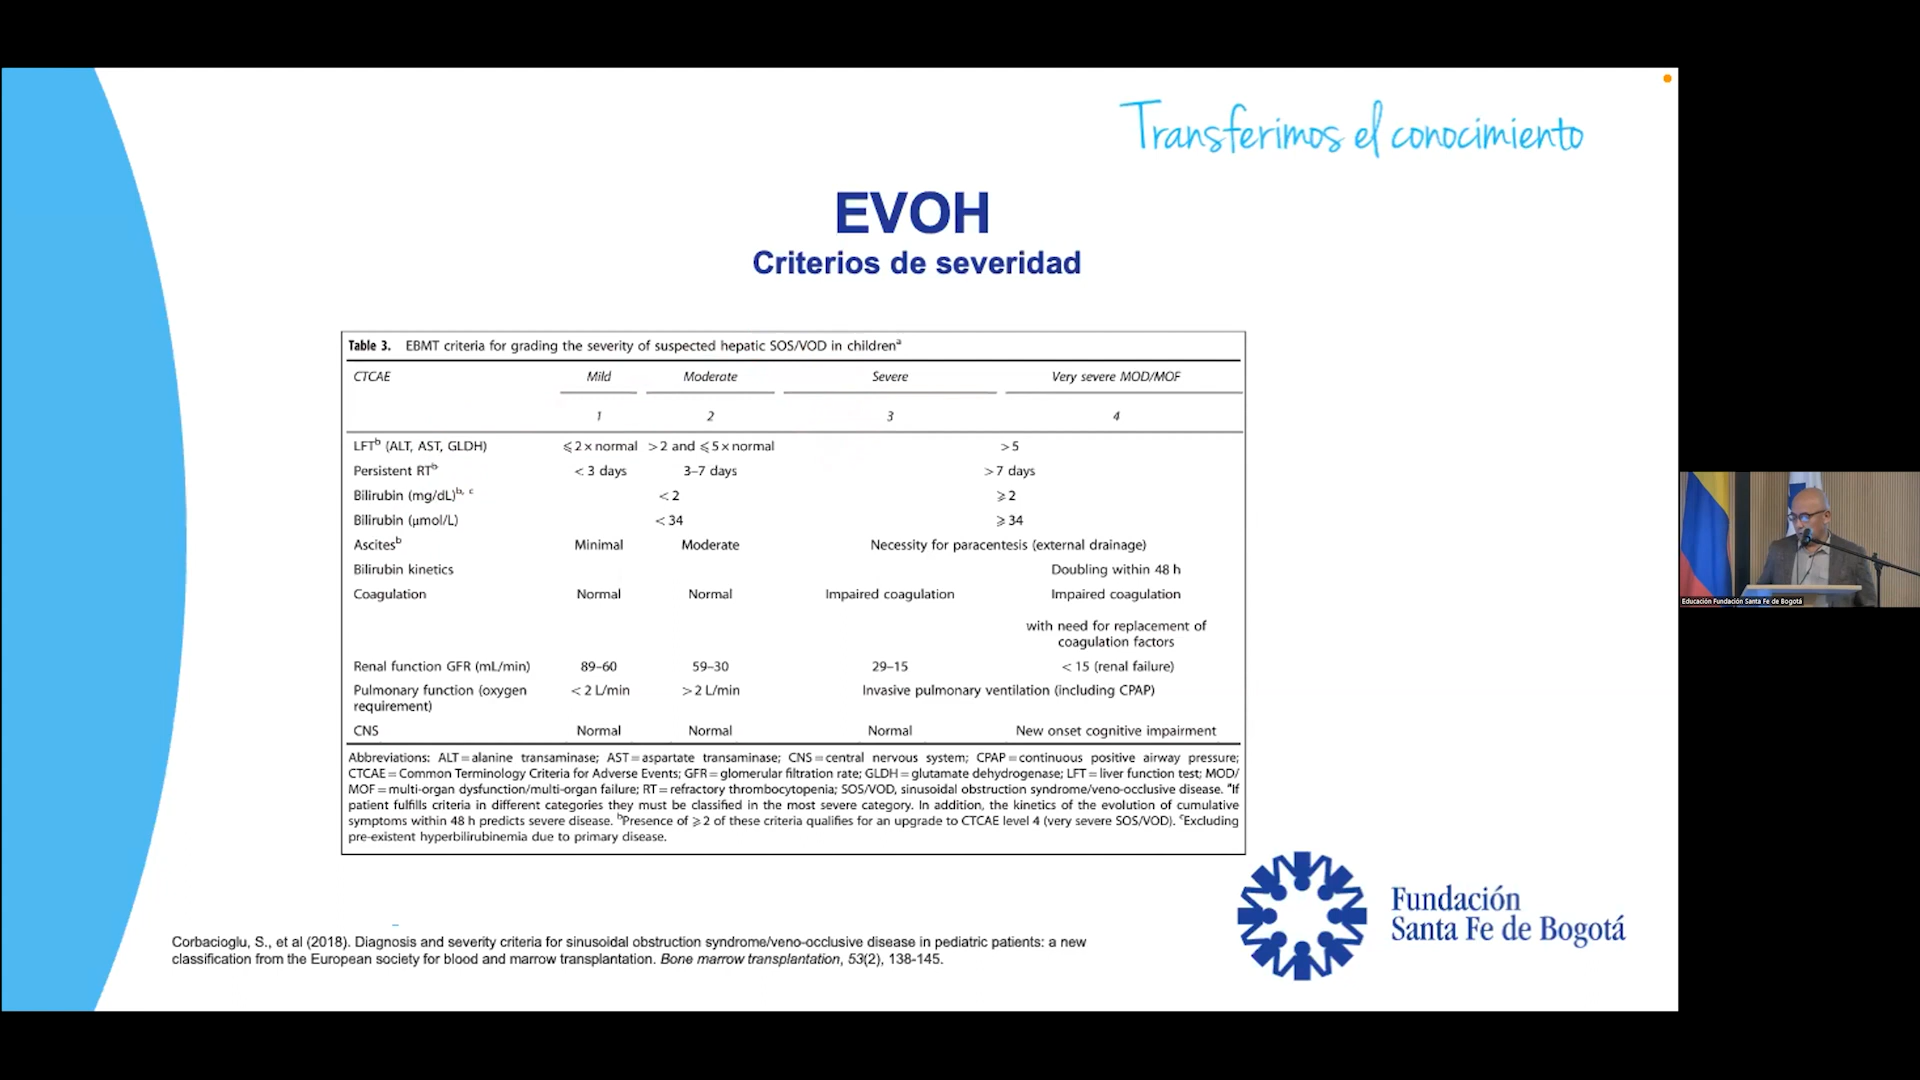 Transferimos el conocimiento
EVOH
Criterios de severidad
Table 3. EBMT criteria for grading the severity of suspected hepatic SOS/VOD in childrenᵃ
CTCAE Mild Moderate Severe Very severe MOD/MOF
1 2 3 4
LFTᵇ (ALT, AST, GLDH) ⩽2×normal >2 and ⩽5×normal >5
Persistent RTᵇ <3 days 3–7 days >7 days
Bilirubin (mg/dL)ᵇ, ᶜ <2 ⩾2
Bilirubin (μmol/L) <34 ⩾34
Ascitesᵇ Minimal Moderate Necessity for paracentesis (external drainage)
Bilirubin kinetics Doubling within 48 h
Coagulation Normal Normal Impaired coagulation Impaired coagulation
with need for replacement of
coagulation factors
Renal function GFR (mL/min) 89–60 59–30 29–15 <15 (renal failure)
Pulmonary function (oxygen <2 L/min >2 L/min Invasive pulmonary ventilation (including CPAP)
requirement)
CNS Normal Normal Normal New onset cognitive impairment
Abbreviations: ALT=alanine transaminase; AST=aspartate transaminase; CNS=central nervous system; CPAP=continuous positive airway pressure;
CTCAE=Common Terminology Criteria for Adverse Events; GFR=glomerular filtration rate; GLDH=glutamate dehydrogenase; LFT=liver function test; MOD/
MOF=multi-organ dysfunction/multi-organ failure; RT=refractory thrombocytopenia; SOS/VOD, sinusoidal obstruction syndrome/veno-occlusive disease. ᵃIf
patient fulfills criteria in different categories they must be classified in the most severe category. In addition, the kinetics of the evolution of cumulative
symptoms within 48 h predicts severe disease. ᵇPresence of ⩾2 of these criteria qualifies for an upgrade to CTCAE level 4 (very severe SOS/VOD). ᶜExcluding
pre-existent hyperbilirubinemia due to primary disease.
Corbacioglu, S., et al (2018). Diagnosis and severity criteria for sinusoidal obstruction syndrome/veno-occlusive disease in pediatric patients: a new
classification from the European society for blood and marrow transplantation. Bone marrow transplantation, 53(2), 138-145.
Fundación
Santa Fe de Bogotá
Educación Fundación Santa Fe de Bogotá